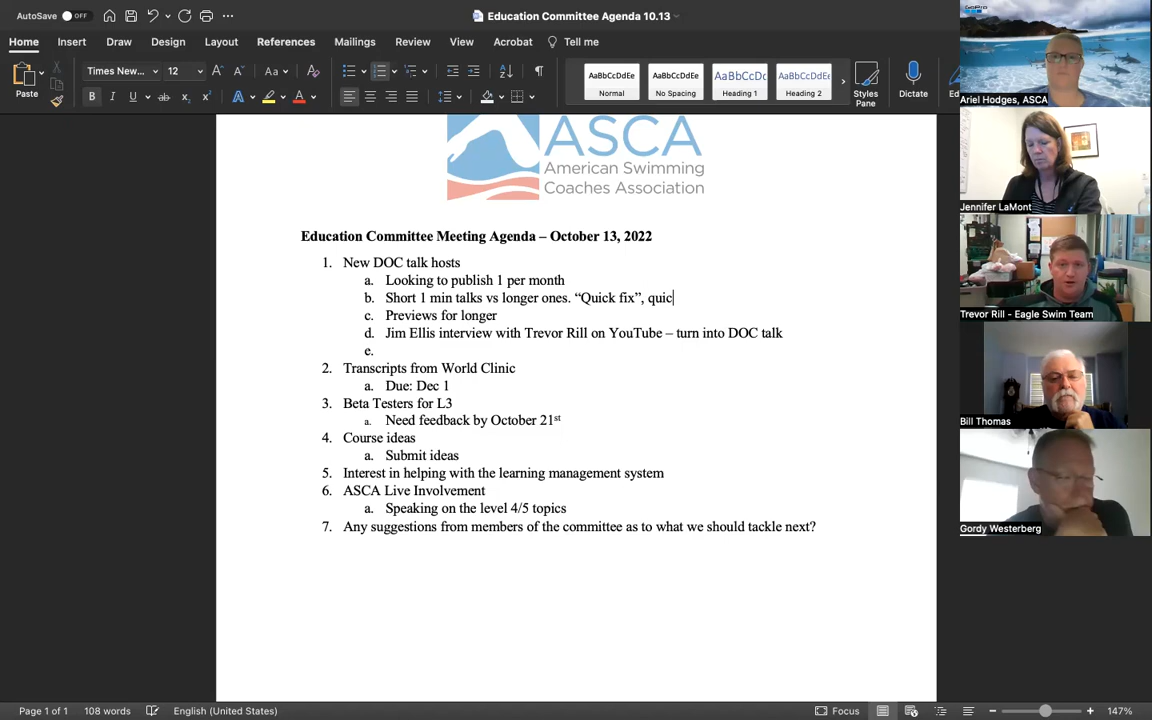 AutoSave OFF
Education Committee Agenda 10.13
Home Insert Draw Design Layout References Mailings Review View Acrobat Tell me
Paste
Times New... 12
Aa
AaBbCcDdEe
Normal
AaBbCcDdEe
No Spacing
AaBbCcDc
Heading 1
AaBbCcDdEe
Heading 2
Styles
Pane
Dictate
ASCA
American Swimming
Coaches Association
Education Committee Meeting Agenda – October 13, 2022
1. New DOC talk hosts
a. Looking to publish 1 per month
b. Short 1 min talks vs longer ones. “Quick fix”, quic
c. Previews for longer
d. Jim Ellis interview with Trevor Rill on YouTube – turn into DOC talk
e.
2. Transcripts from World Clinic
a. Due: Dec 1
3. Beta Testers for L3
a. Need feedback by October 21st
4. Course ideas
a. Submit ideas
5. Interest in helping with the learning management system
6. ASCA Live Involvement
a. Speaking on the level 4/5 topics
7. Any suggestions from members of the committee as to what we should tackle next?
GoPro
Ariel Hodges, ASCA
Jennifer LaMont
Trevor Rill - Eagle Swim Team
Bill Thomas
Gordy Westerberg
Page 1 of 1 108 words English (United States) Focus 147%